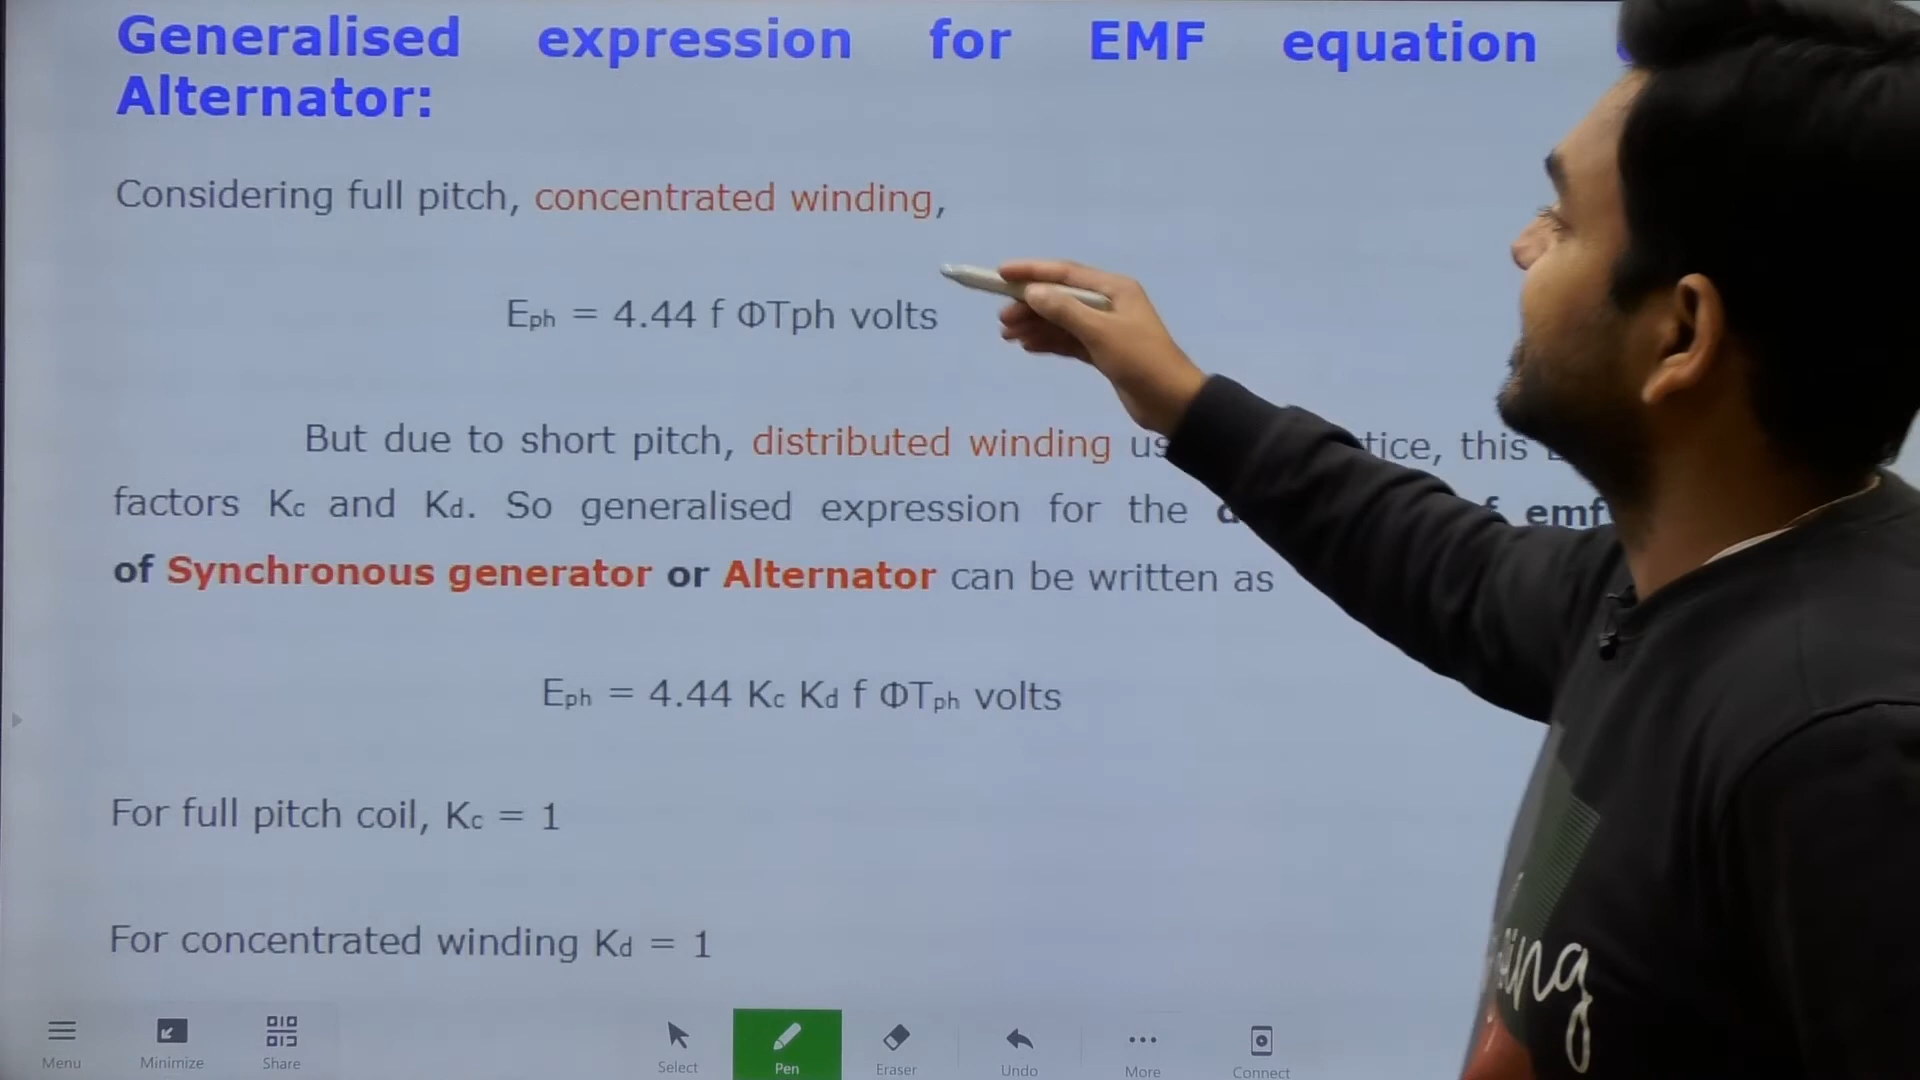 Generalised expression for EMF equation
Alternator:
Considering full pitch, concentrated winding,
Eph = 4.44 f ΦTph volts
But due to short pitch, distributed winding this
factors Kc and Kd. So generalised expression for the emf
of Synchronous generator or Alternator can be written as
Eph = 4.44 Kc Kd f ΦTph volts
For full pitch coil, Kc = 1
For concentrated winding Kd = 1
Menu Minimize Share Select Pen Eraser Undo More Connect